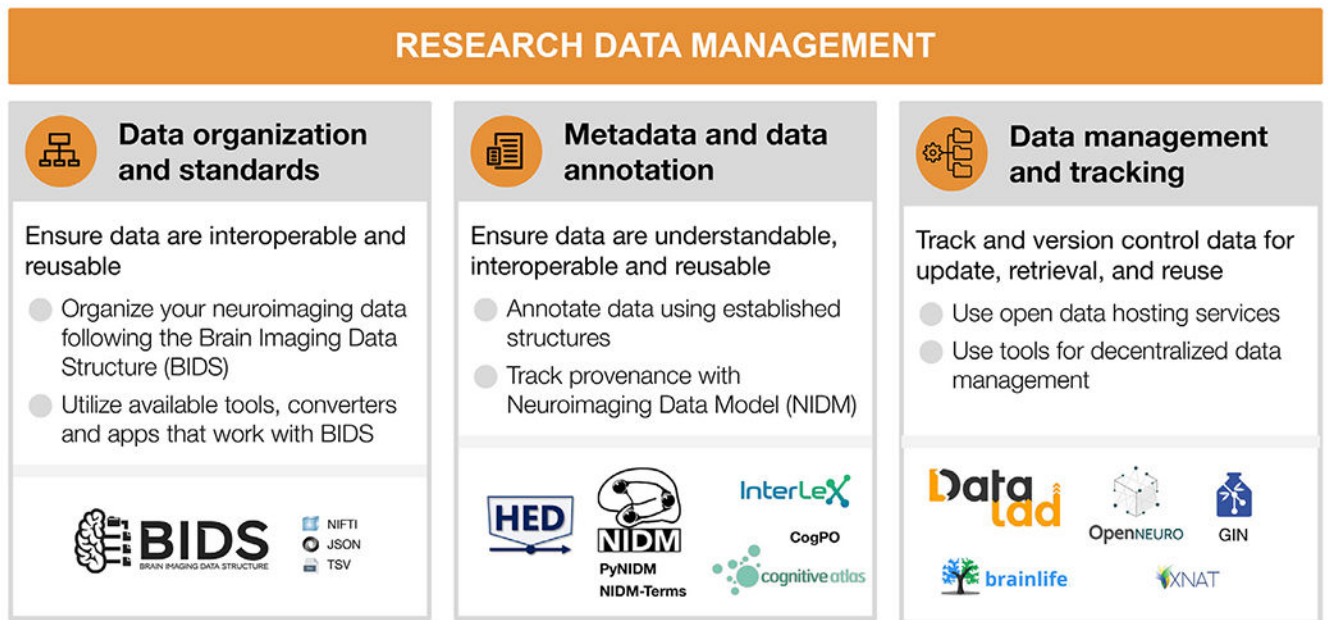 RESEARCH DATA MANAGEMENT
Data organization
and standards
Ensure data are interoperable and
reusable
Organize your neuroimaging data
following the Brain Imaging Data
Structure (BIDS)
Utilize available tools, converters
and apps that work with BIDS
BIDS
BRAIN IMAGING DATA STRUCTURE
NIFTI
JSON
TSV
Metadata and data
annotation
Ensure data are understandable,
interoperable and reusable
Annotate data using established
structures
Track provenance with
Neuroimaging Data Model (NIDM)
HED
NIDM
PyNIDM
NIDM-Terms
InterLeX
CogPO
cognitive atlas
Data management
and tracking
Track and version control data for
update, retrieval, and reuse
Use open data hosting services
Use tools for decentralized data
management
Data
lad
OpenNEURO
GIN
brainlife
XNAT